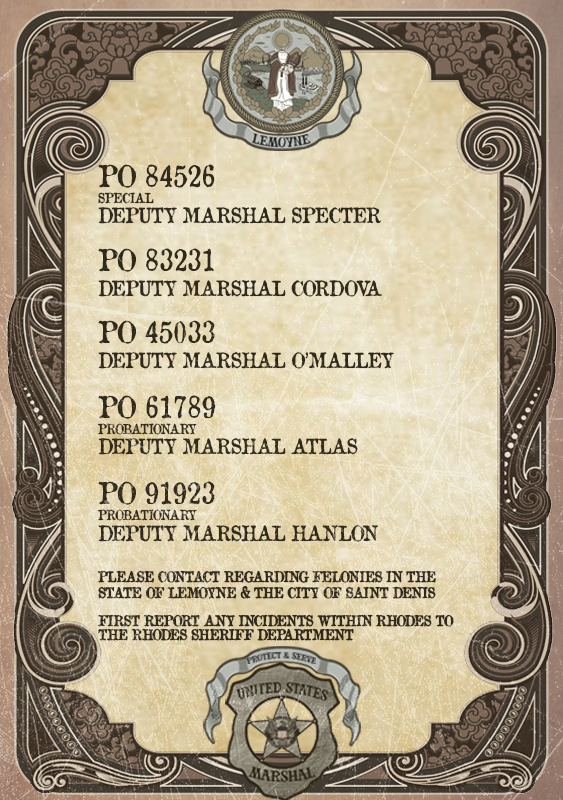 LEMOYNE
PO 84526
SPECIAL
DEPUTY MARSHAL SPECTER
PO 83231
DEPUTY MARSHAL CORDOVA
PO 45033
DEPUTY MARSHAL O'MALLEY
PO 61789
PROBATIONARY
DEPUTY MARSHAL ATLAS
PO 91923
PROBATIONARY
DEPUTY MARSHAL HANLON
PLEASE CONTACT REGARDING FELONIES IN THE
STATE OF LEMOYNE & THE CITY OF SAINT DENIS
FIRST REPORT ANY INCIDENTS WITHIN RHODES TO
THE RHODES SHERIFF DEPARTMENT
PROTECT & SERVE
UNITED STATES
MARSHAL